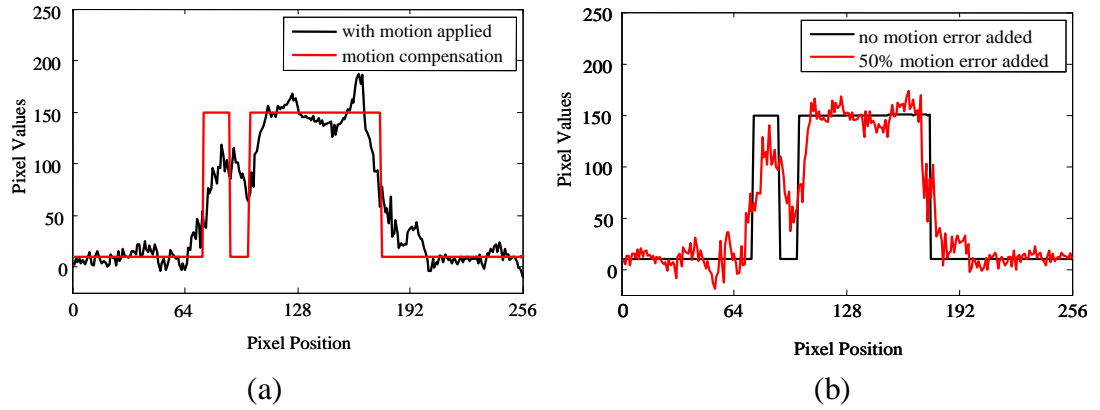 250
200
150
100
50
0
Pixel Values
with motion applied
motion compensation
0 64 128 192 256
Pixel Position
(a)
250
200
150
100
50
0
Pixel Values
no motion error added
50% motion error added
0 64 128 192 256
Pixel Position
(b)